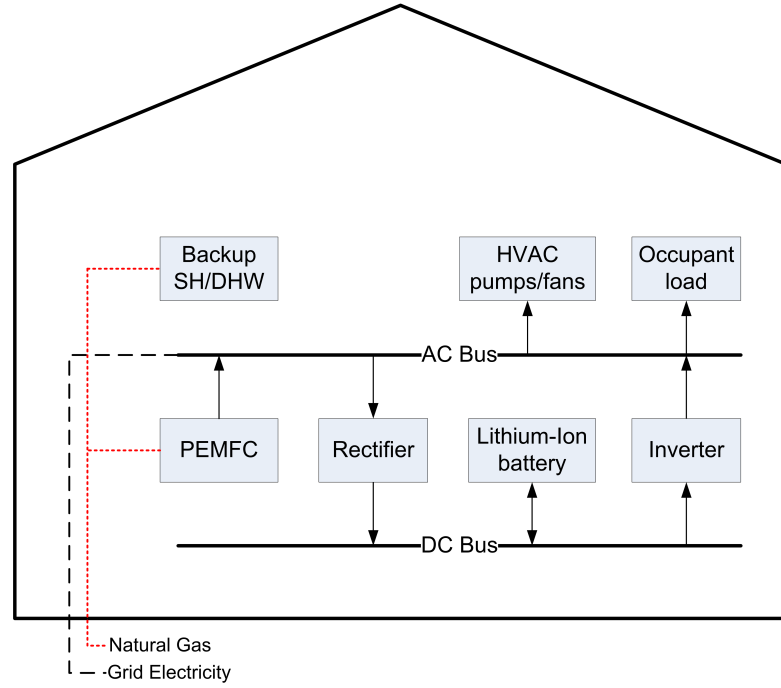 Backup
SH/DHW
HVAC
pumps/fans
Occupant
load
AC Bus
PEMFC
Rectifier
Lithium-Ion
battery
Inverter
DC Bus
Natural Gas
Grid Electricity